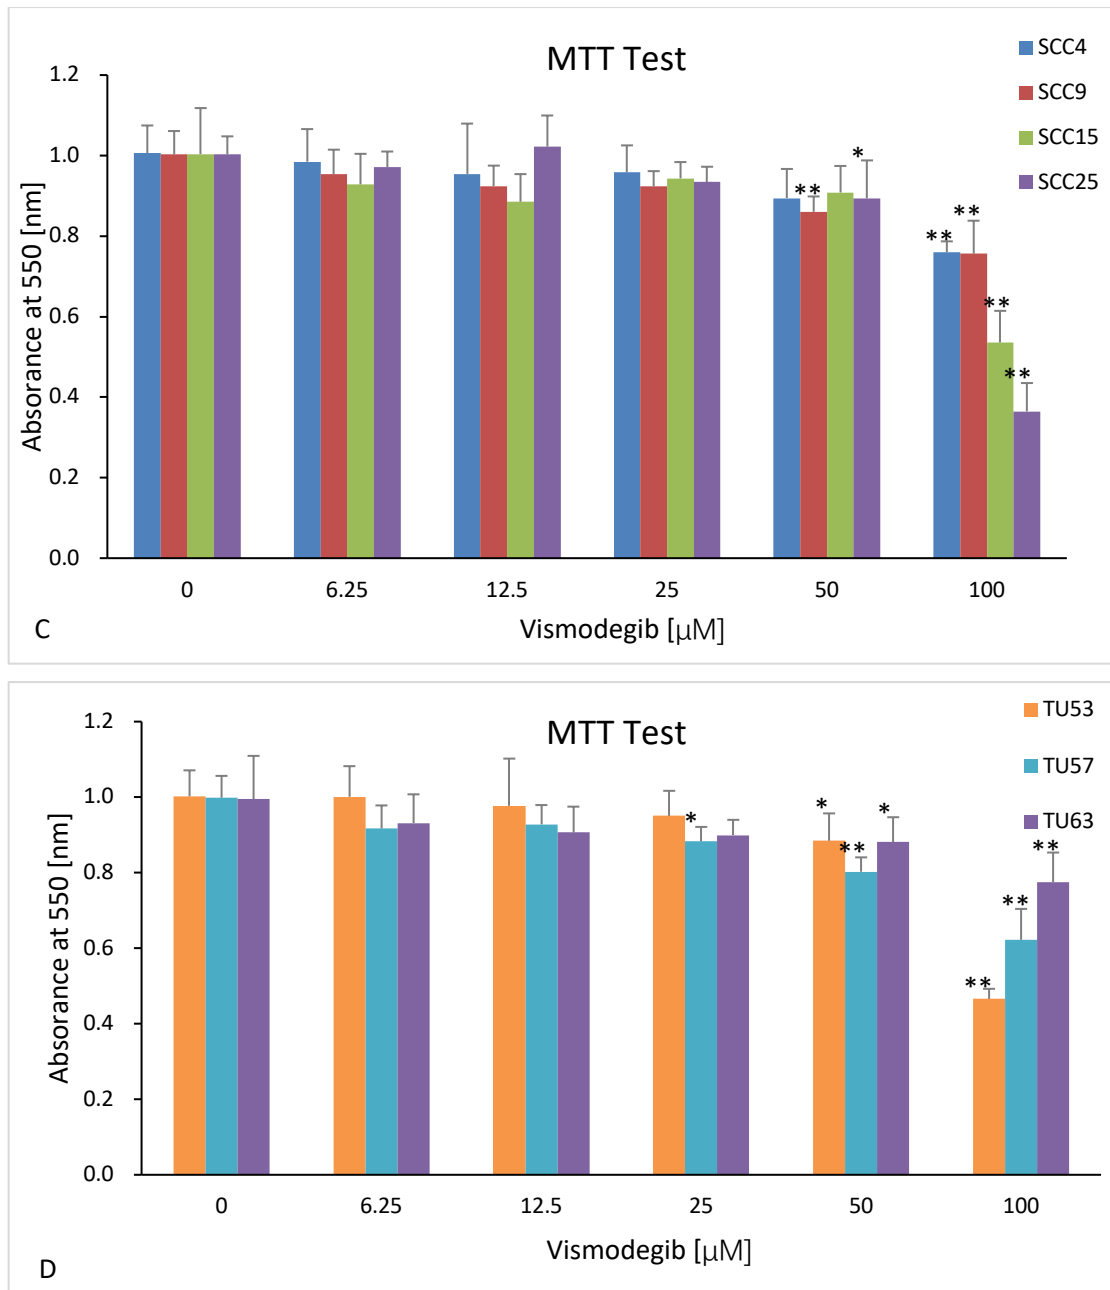 MTT Test
SCC4
SCC9
SCC15
SCC25
Absorance at 550 [nm]
1.2
1.0
0.8
0.6
0.4
0.2
0.0
*
**
**
**
**
**
0 6.25 12.5 25 50 100
Vismodegib [µM]
C
MTT Test
TU53
TU57
TU63
Absorance at 550 [nm]
1.2
1.0
0.8
0.6
0.4
0.2
0.0
*
*
*
**
**
**
**
0 6.25 12.5 25 50 100
Vismodegib [µM]
D